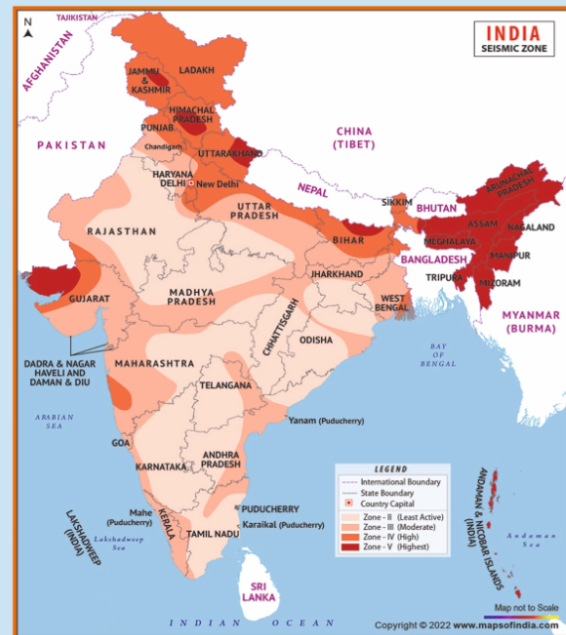 N
TAJIKISTAN
AFGHANISTAN
INDIA
SEISMIC ZONE
LADAKH
JAMMU
&
KASHMIR
HIMACHAL
PRADESH
PUNJAB
Chandigarh
UTTARAKHAND
PAKISTAN
CHINA
(TIBET)
HARYANA
DELHI
New Delhi
NEPAL
SIKKIM
BHUTAN
ARUNACHAL
PRADESH
UTTAR
PRADESH
RAJASTHAN
BIHAR
ASSAM
NAGALAND
MEGHALAYA
MANIPUR
BANGLADESH
TRIPURA
MIZORAM
JHARKHAND
WEST
BENGAL
GUJARAT
MADHYA
PRADESH
CHHATTISGARH
ODISHA
MYANMAR
(BURMA)
DADRA & NAGAR
HAVELI AND
DAMAN & DIU
MAHARASHTRA
TELANGANA
BAY
OF
BENGAL
ARABIAN
SEA
Yanam (Puducherry)
GOA
KARNATAKA
ANDHRA
PRADESH
LEGEND
International Boundary
State Boundary
Country Capital
Zone - II (Least Active)
Zone - III (Moderate)
Zone - IV (High)
Zone - V (Highest)
Mahe
(Puducherry)
PUDUCHERRY
Karaikal (Puducherry)
KERALA
TAMIL NADU
LAKSHADWEEP
(INDIA)
Lakshadweep
Sea
ANDAMAN & NICOBAR ISLANDS
(INDIA)
Andaman
Sea
SRI
LANKA
INDIAN OCEAN
Map not to Scale
Copyright © 2022 www.mapsofindia.com